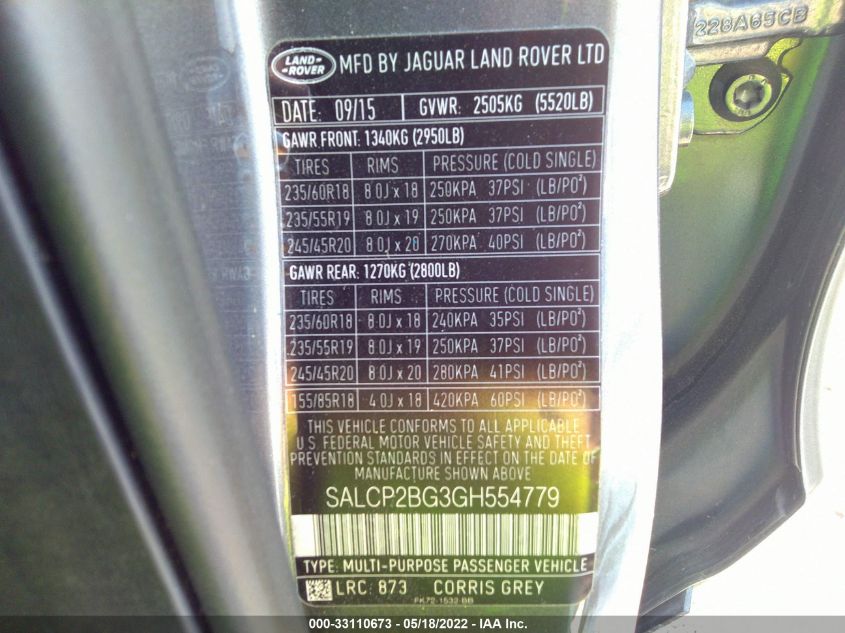 228A65CB
LAND-
-ROVER
MFD BY JAGUAR LAND ROVER LTD
DATE: 09/15 GVWR: 2505KG (5520LB)
GAWR FRONT: 1340KG (2950LB)
TIRES RIMS PRESSURE (COLD SINGLE)
235/60R18 8.0J x 18 250KPA 37PSI (LB/PO²)
235/55R19 8.0J x 19 250KPA 37PSI (LB/PO²)
245/45R20 8.0J x 20 270KPA 40PSI (LB/PO²)
GAWR REAR: 1270KG (2800LB)
TIRES RIMS PRESSURE (COLD SINGLE)
235/60R18 8.0J x 18 240KPA 35PSI (LB/PO²)
235/55R19 8.0J x 19 250KPA 37PSI (LB/PO²)
245/45R20 8.0J x 20 280KPA 41PSI (LB/PO²)
155/85R18 4.0J x 18 420KPA 60PSI (LB/PO²)
THIS VEHICLE CONFORMS TO ALL APPLICABLE
U.S. FEDERAL MOTOR VEHICLE SAFETY AND THEFT
PREVENTION STANDARDS IN EFFECT ON THE DATE OF
MANUFACTURE SHOWN ABOVE.
SALCP2BG3GH554779
TYPE: MULTI-PURPOSE PASSENGER VEHICLE
LRC: 873 CORRIS GREY
FK72-1532-BB
000-33110673 - 05/18/2022 - IAA Inc.